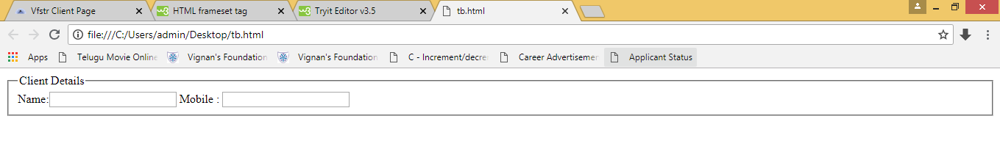 Vfstr Client Page HTML frameset tag Tryit Editor v3.5 tb.html
file:///C:/Users/admin/Desktop/tb.html
Apps Telugu Movie Online Vignan's Foundation Vignan's Foundation C - Increment/decre Career Advertisemer Applicant Status
Client Details
Name: Mobile :